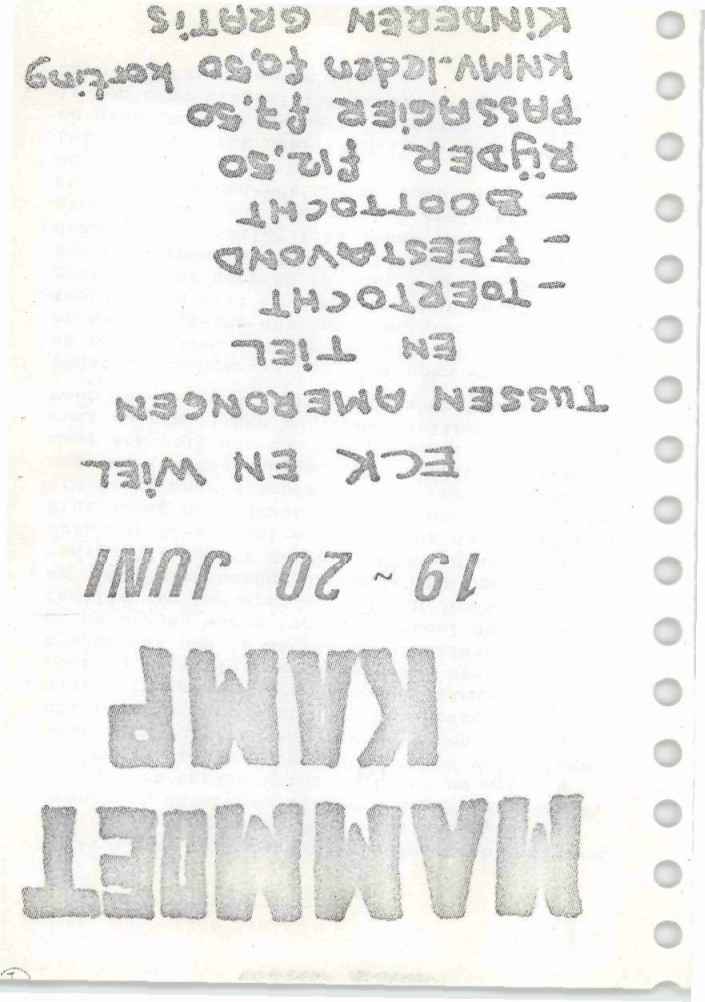 MAMMOET
KAMP
19 ~ 20 JUNI
ECK EN WiEL
TUSSEN AMERONGEN
EN TiEL
-TOERTOCHT
- FEESTAVOND
- BOOTTOCHT
RIJDER f12,50
PASSAGiER f7,50
KNMV-leden f0,50 korting
KiNDEREN GRATiS